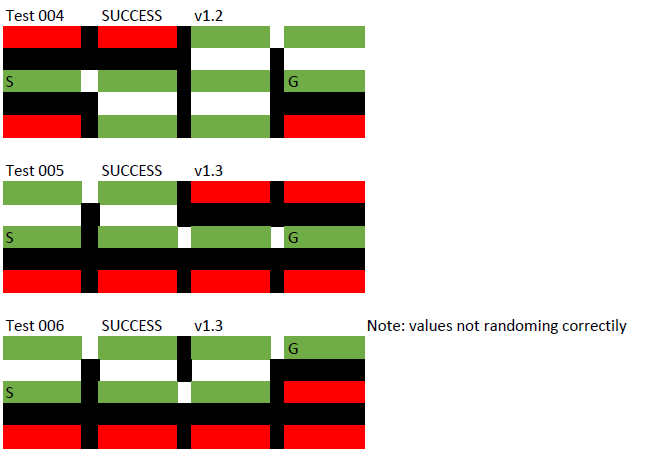 Test 004 SUCCESS v1.2
S G
Test 005 SUCCESS v1.3
S G
Test 006 SUCCESS v1.3 Note: values not randoming correctily
G
S